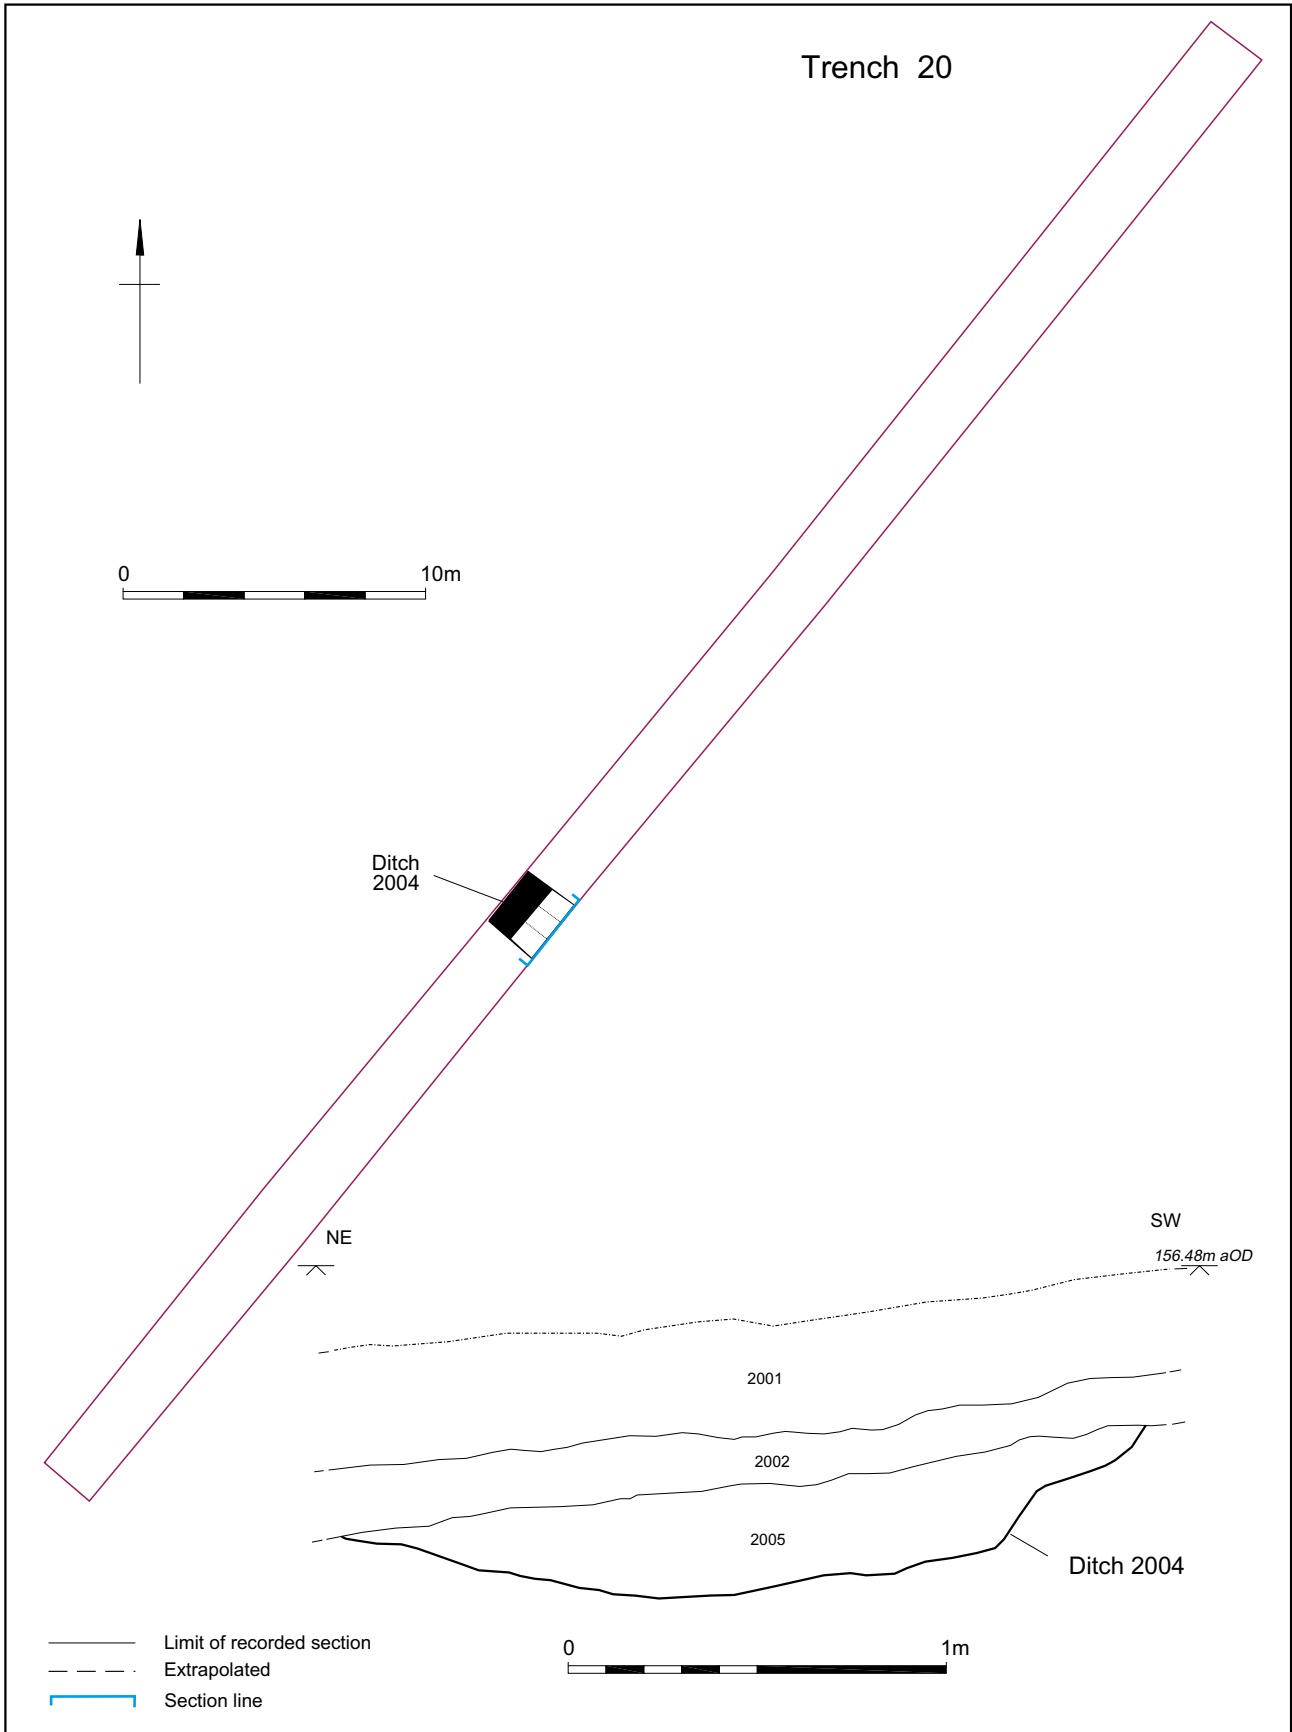 Trench 20
0 10m
Ditch
2004
SW
NE
156.48m aOD
2001
2002
2005
Ditch 2004
Limit of recorded section
Extrapolated
Section line
0 1m